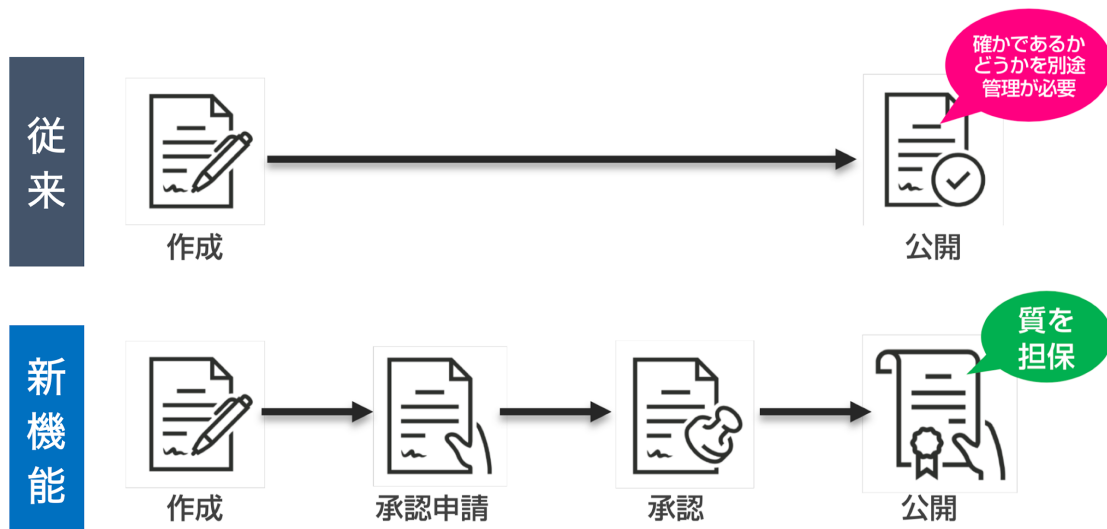 確かであるか
どうかを別途
管理が必要
従来
作成
公開
質を
担保
新機能
作成
承認申請
承認
公開